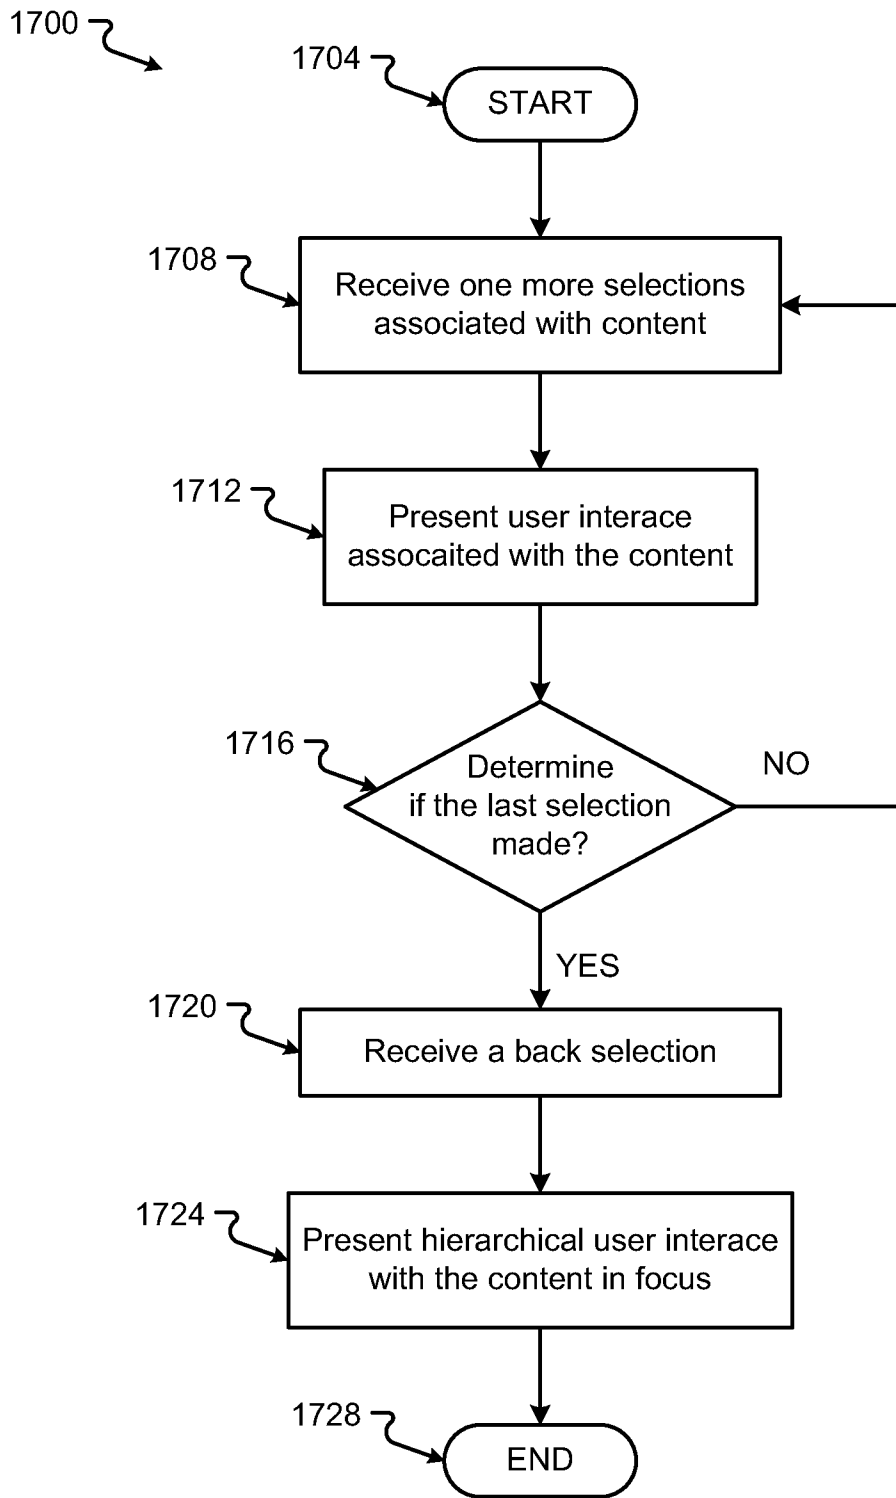 1700
1704
START
1708
Receive one more selections
associated with content
1712
Present user interace
assocaited with the content
1716
Determine
if the last selection
made?
NO
YES
1720
Receive a back selection
1724
Present hierarchical user interace
with the content in focus
1728
END